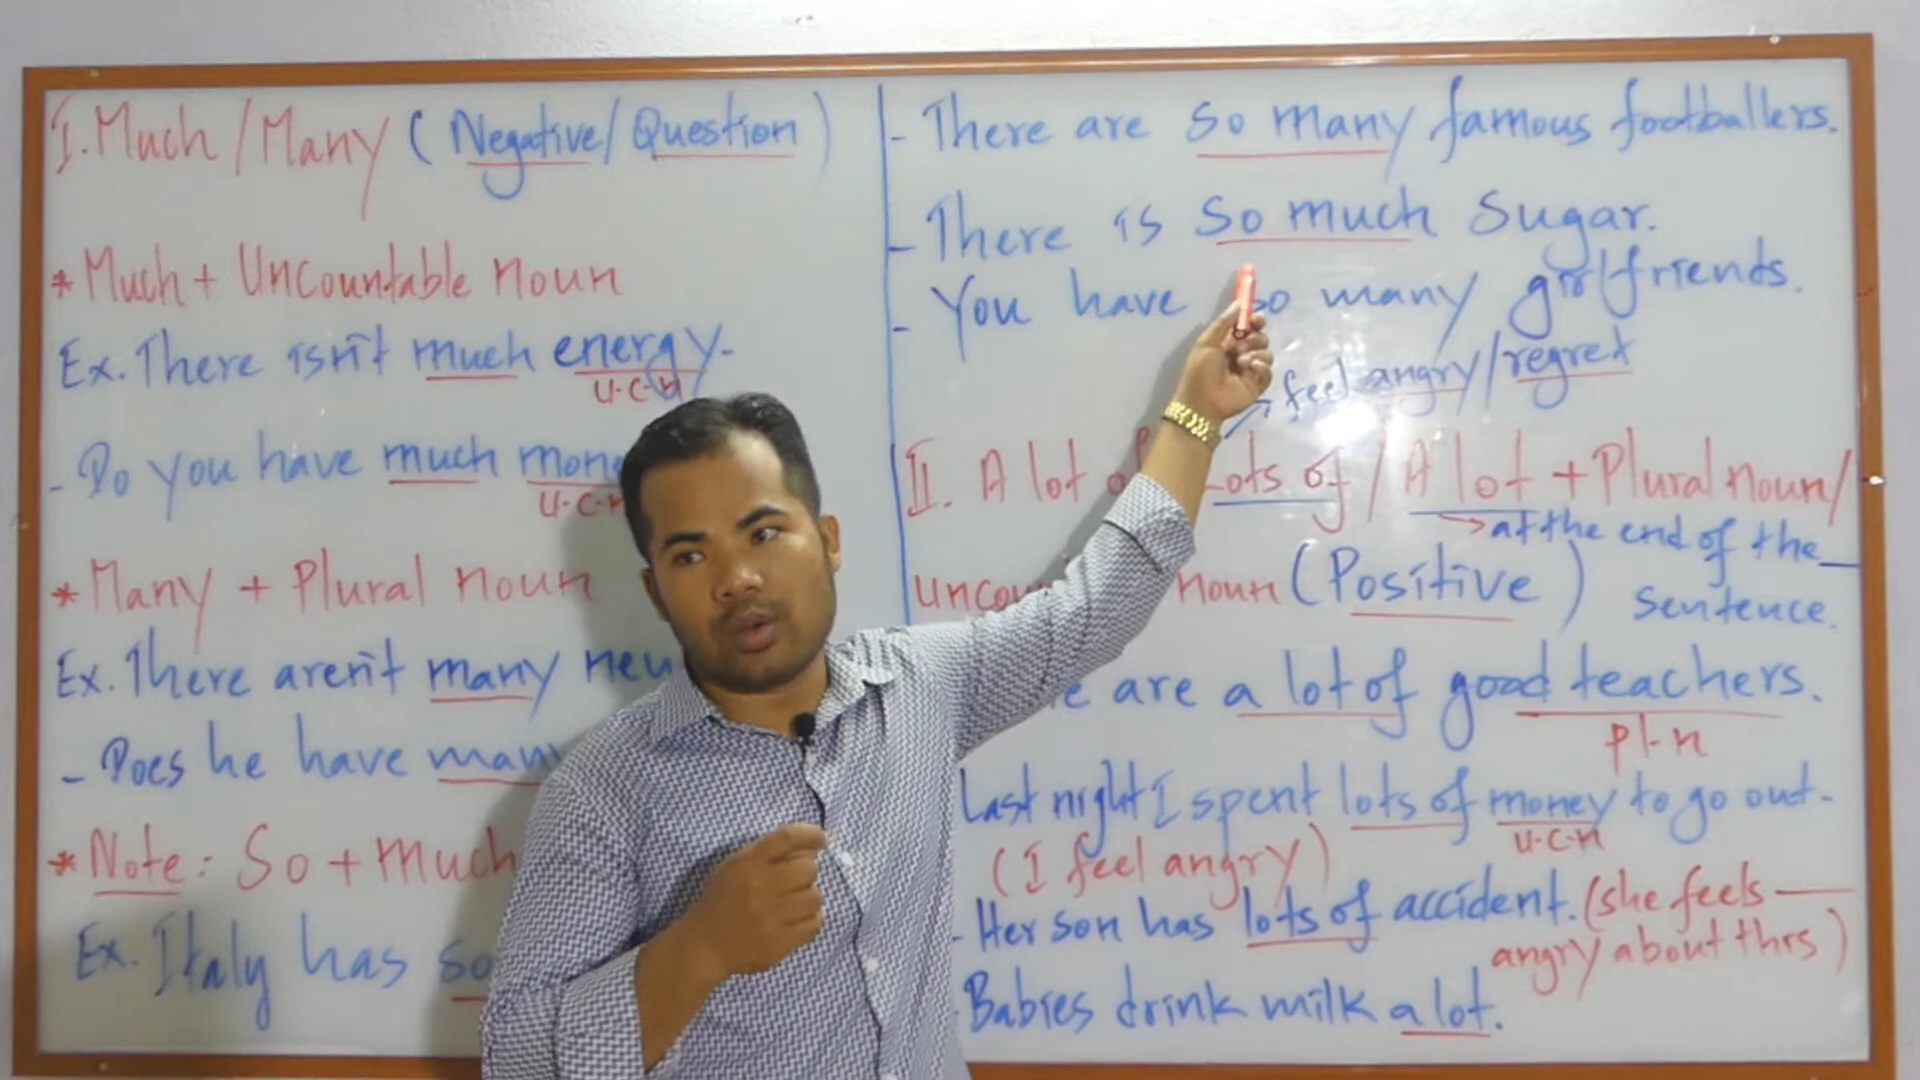 I. Much / Many ( Negative / Question )
* Much + Uncountable noun
Ex. There isn't much energy.
U-C-N
- Do you have much
U-C-N
* Many + Plural noun
Ex. There aren't many
- Does he have many
* Note: So + much
Ex. Italy has so
- There are so many famous footballers.
- There is so much sugar.
- You have so many girlfriends.
feel angry / regret
II. A lot Lots of / A lot + Plural noun /
at the end of the
noun ( Positive ) sentence.
are a lot of good teachers.
pl-n
Last night I spent lots of money to go out.
U-C-N
( I feel angry )
- Her son has lots of accident. (she feels
angry about this )
- Babies drink milk a lot.